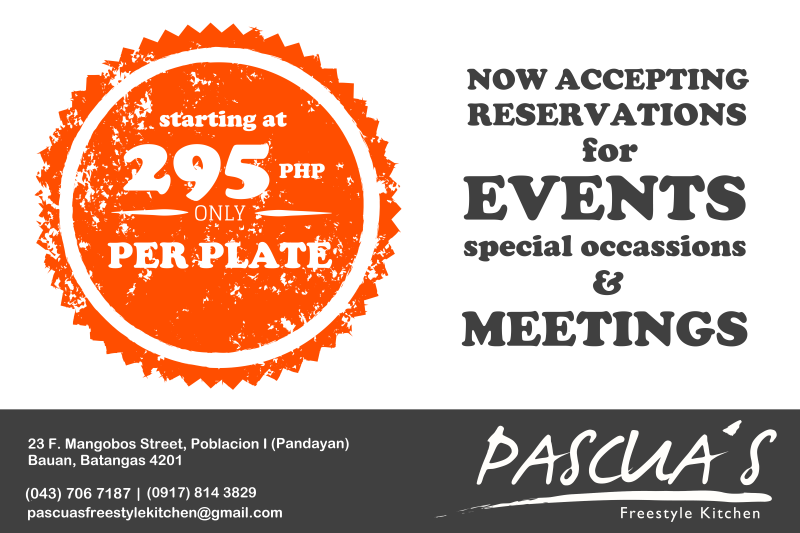 starting at
295 PHP
ONLY
PER PLATE
NOW ACCEPTING
RESERVATIONS
for
EVENTS
special occassions
&
MEETINGS
23 F. Mangobos Street, Poblacion I (Pandayan)
Bauan, Batangas 4201
(043) 706 7187 | (0917) 814 3829
pascuasfreestylekitchen@gmail.com
PASCUA'S
Freestyle Kitchen